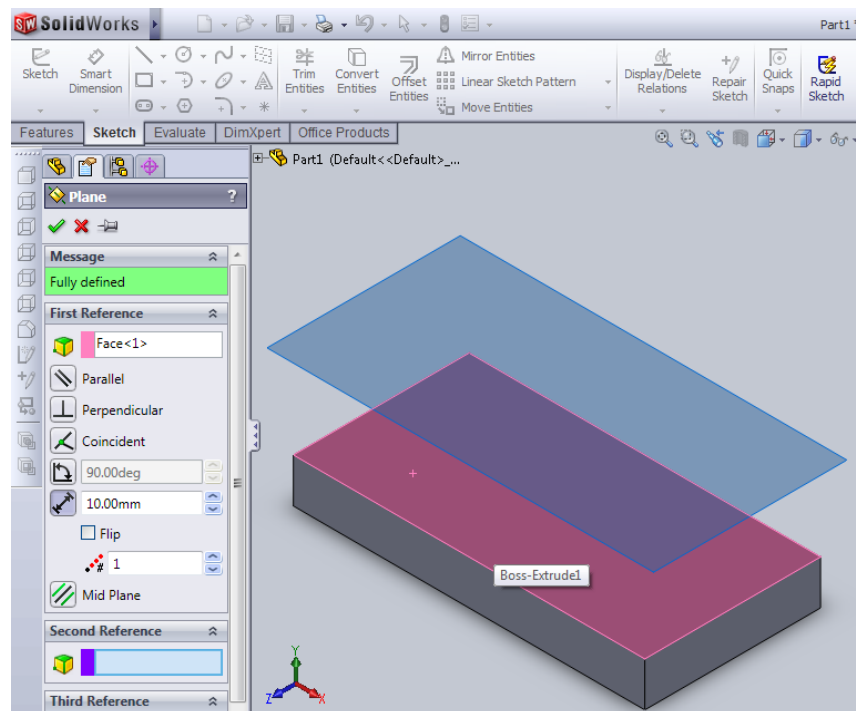 SW SolidWorks
Part1 *
Sketch
Smart Dimension
Trim Entities
Convert Entities
Offset Entities
Mirror Entities
Linear Sketch Pattern
Move Entities
Display/Delete Relations
Repair Sketch
Quick Snaps
Rapid Sketch
Features Sketch Evaluate DimXpert Office Products
Part1 (Default<<Default>_...
Plane ?
Message
Fully defined
First Reference
Face<1>
Parallel
Perpendicular
Coincident
90.00deg
10.00mm
Flip
# 1
Mid Plane
Boss-Extrude1
Second Reference
Third Reference
Y
Z X